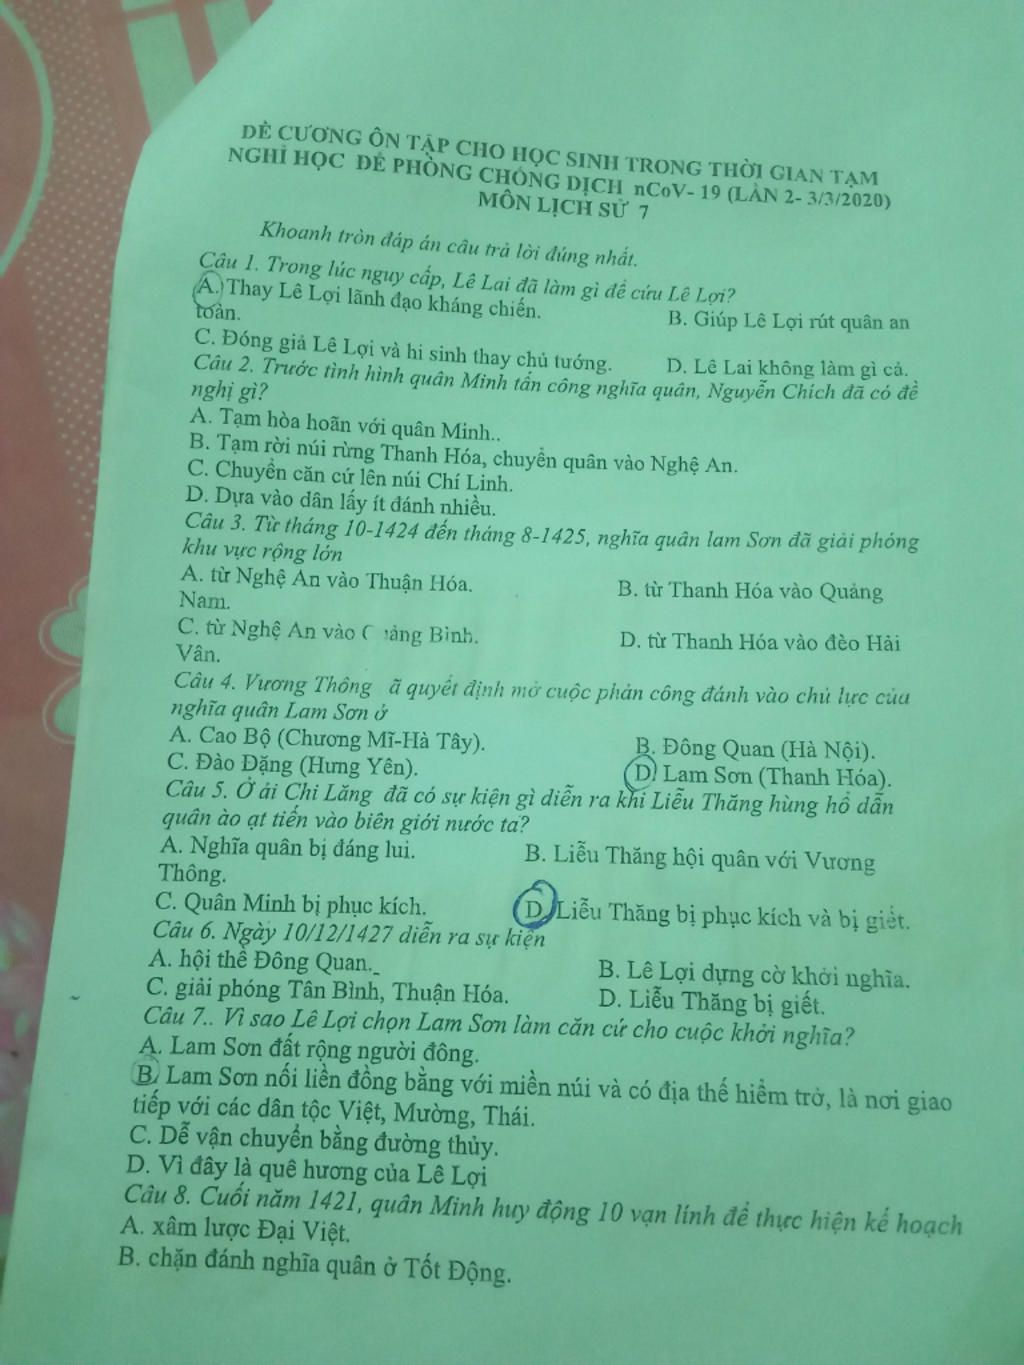 ĐỀ CƯƠNG ÔN TẬP CHO HỌC SINH TRONG THỜI GIAN TẠM
NGHỈ HỌC ĐỂ PHÒNG CHỐNG DỊCH nCoV- 19 (LẦN 2- 3/3/2020)
MÔN LỊCH SỬ 7
Khoanh tròn đáp án câu trả lời đúng nhất.
Câu 1. Trong lúc nguy cấp, Lê Lai đã làm gì để cứu Lê Lợi?
A. Thay Lê Lợi lãnh đạo kháng chiến. B. Giúp Lê Lợi rút quân an
toàn.
C. Đóng giả Lê Lợi và hi sinh thay chủ tướng. D. Lê Lai không làm gì cả.
Câu 2. Trước tình hình quân Minh tấn công nghĩa quân, Nguyễn Chích đã có đề
nghị gì?
A. Tạm hòa hoãn với quân Minh..
B. Tạm rời núi rừng Thanh Hóa, chuyển quân vào Nghệ An.
C. Chuyển căn cứ lên núi Chí Linh.
D. Dựa vào dân lấy ít đánh nhiều.
Câu 3. Từ tháng 10-1424 đến tháng 8-1425, nghĩa quân lam Sơn đã giải phóng
khu vực rộng lớn
A. từ Nghệ An vào Thuận Hóa. B. từ Thanh Hóa vào Quảng
Nam.
C. từ Nghệ An vào Bình. D. từ Thanh Hóa vào đèo Hải
Vân.
Câu 4. Vương Thông quyết định mở cuộc phản công đánh vào chủ lực của
nghĩa quân Lam Sơn ở
A. Cao Bộ (Chương Mĩ-Hà Tây). B. Đông Quan (Hà Nội).
C. Đào Đặng (Hưng Yên). D. Lam Sơn (Thanh Hóa).
Câu 5. Ở ải Chi Lăng đã có sự kiện gì diễn ra khi Liễu Thăng hùng hổ dẫn
quân ào ạt tiến vào biên giới nước ta?
A. Nghĩa quân bị đáng lui. B. Liễu Thăng hội quân với Vương
Thông.
C. Quân Minh bị phục kích. D. Liễu Thăng bị phục kích và bị giết.
Câu 6. Ngày 10/12/1427 diễn ra sự kiện
A. hội thề Đông Quan. B. Lê Lợi dựng cờ khởi nghĩa.
C. giải phóng Tân Bình, Thuận Hóa. D. Liễu Thăng bị giết.
Câu 7.. Vì sao Lê Lợi chọn Lam Sơn làm căn cứ cho cuộc khởi nghĩa?
A. Lam Sơn đất rộng người đông.
B. Lam Sơn nối liền đồng bằng với miền núi và có địa thế hiểm trở, là nơi giao
tiếp với các dân tộc Việt, Mường, Thái.
C. Dễ vận chuyển bằng đường thủy.
D. Vì đây là quê hương của Lê Lợi
Câu 8. Cuối năm 1421, quân Minh huy động 10 vạn lính để thực hiện kế hoạch
A. xâm lược Đại Việt.
B. chặn đánh nghĩa quân ở Tốt Động.